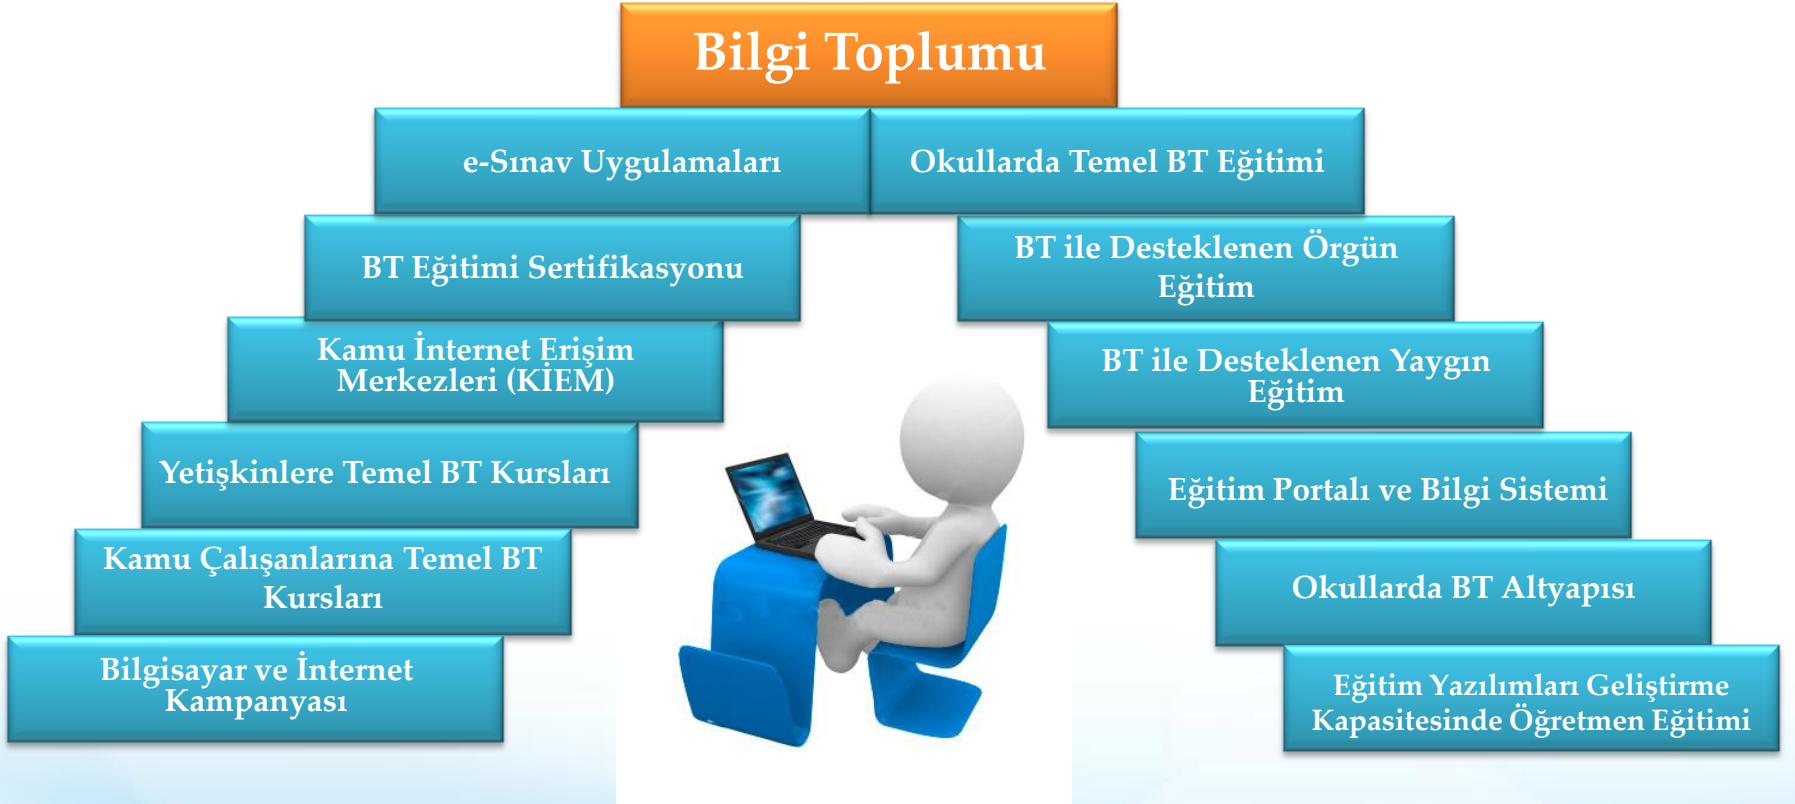 Bilgi Toplumu
e-Sınav Uygulamaları
Okullarda Temel BT Eğitimi
BT Eğitimi Sertifikasyonu
BT ile Desteklenen Örgün
Eğitim
Kamu İnternet Erişim
Merkezleri (KİEM)
BT ile Desteklenen Yaygın
Eğitim
Yetişkinlere Temel BT Kursları
Eğitim Portalı ve Bilgi Sistemi
Kamu Çalışanlarına Temel BT
Kursları
Okullarda BT Altyapısı
Bilgisayar ve İnternet
Kampanyası
Eğitim Yazılımları Geliştirme
Kapasitesinde Öğretmen Eğitimi